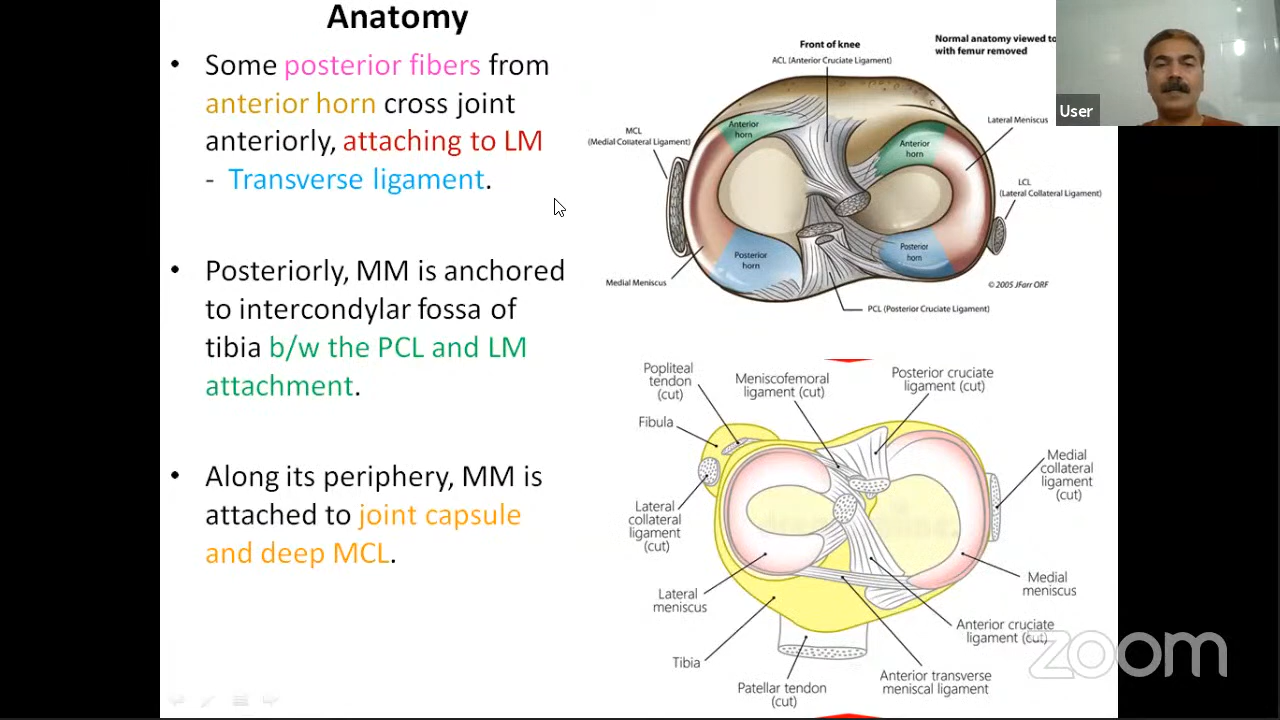 Anatomy
• Some posterior fibers from
anterior horn cross joint
anteriorly, attaching to LM
- Transverse ligament.
• Posteriorly, MM is anchored
to intercondylar fossa of
tibia b/w the PCL and LM
attachment.
• Along its periphery, MM is
attached to joint capsule
and deep MCL.
Front of knee
Normal anatomy viewed to
with femur removed
ACL (Anterior Cruciate Ligament)
MCL
(Medial Collateral Ligament)
Anterior
horn
Anterior
horn
Lateral Meniscus
LCL
(Lateral Collateral Ligament)
Posterior
horn
Posterior
horn
Medial Meniscus
© 2005 JFarr ORF
PCL (Posterior Cruciate Ligament)
User
Popliteal
tendon
(cut)
Meniscofemoral
ligament (cut)
Posterior cruciate
ligament (cut)
Fibula
Medial
collateral
ligament
(cut)
Lateral
collateral
ligament
(cut)
Lateral
meniscus
Medial
meniscus
Anterior cruciate
ligament (cut)
Tibia
Patellar tendon
(cut)
Anterior transverse
meniscal ligament
zoom